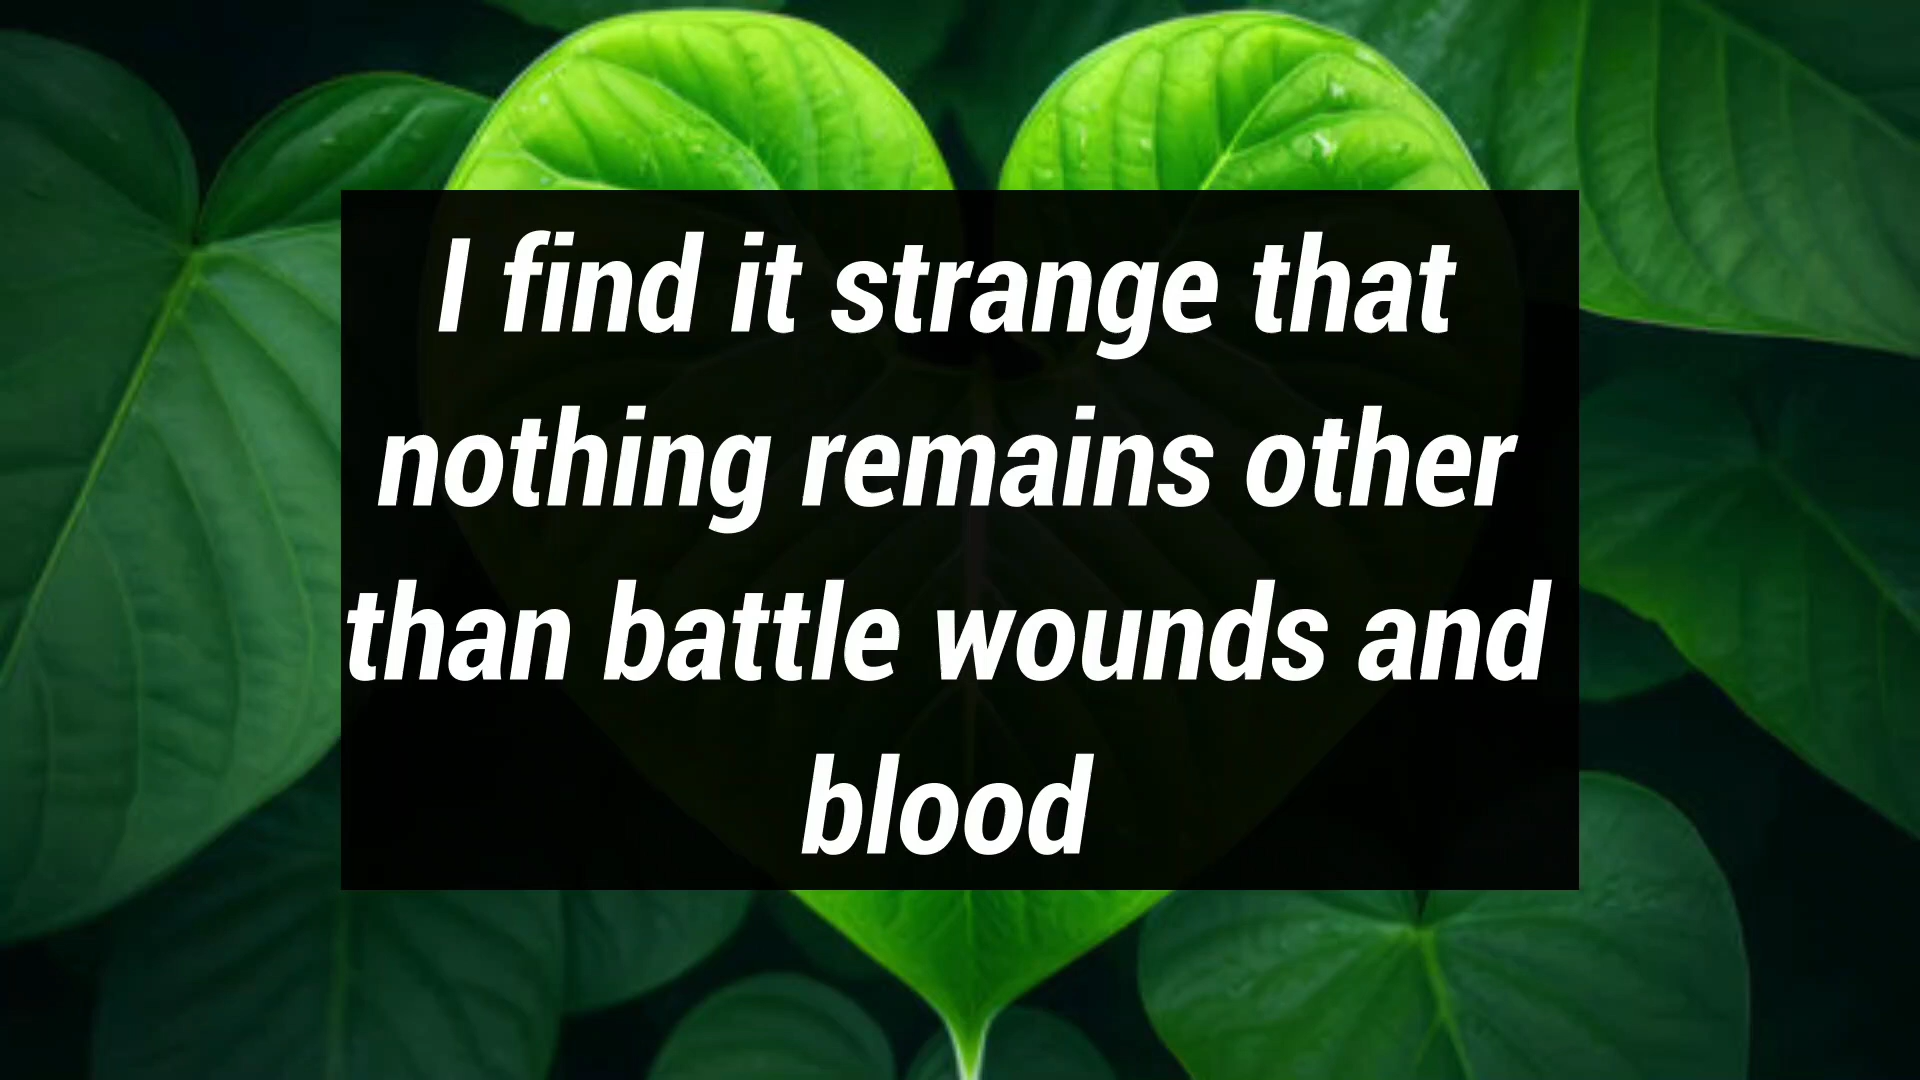 I find it strange that
nothing remains other
than battle wounds and
blood